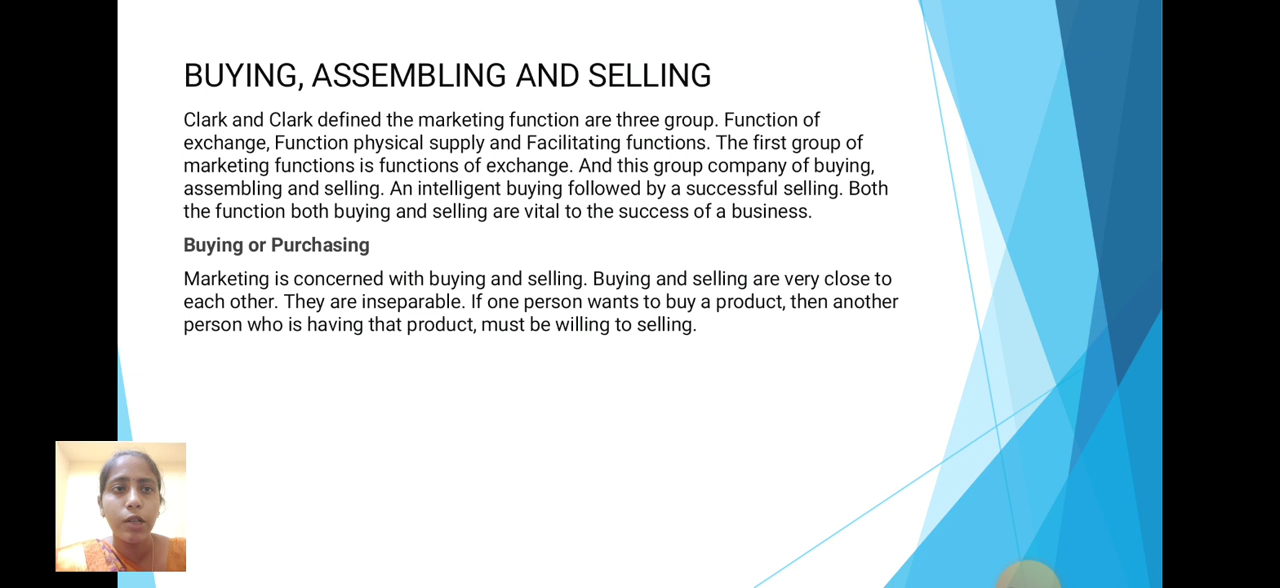 BUYING, ASSEMBLING AND SELLING
Clark and Clark defined the marketing function are three group. Function of
exchange, Function physical supply and Facilitating functions. The first group of
marketing functions is functions of exchange. And this group company of buying,
assembling and selling. An intelligent buying followed by a successful selling. Both
the function both buying and selling are vital to the success of a business.
Buying or Purchasing
Marketing is concerned with buying and selling. Buying and selling are very close to
each other. They are inseparable. If one person wants to buy a product, then another
person who is having that product, must be willing to selling.